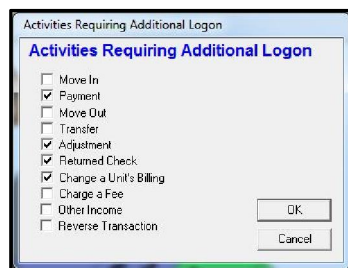 Activities Requiring Additional Logon
Activities Requiring Additional Logon
Move In
Payment
Move Out
Transfer
Adjustment
Returned Check
Change a Unit's Billing
Charge a Fee
Other Income
Reverse Transaction
OK
Cancel